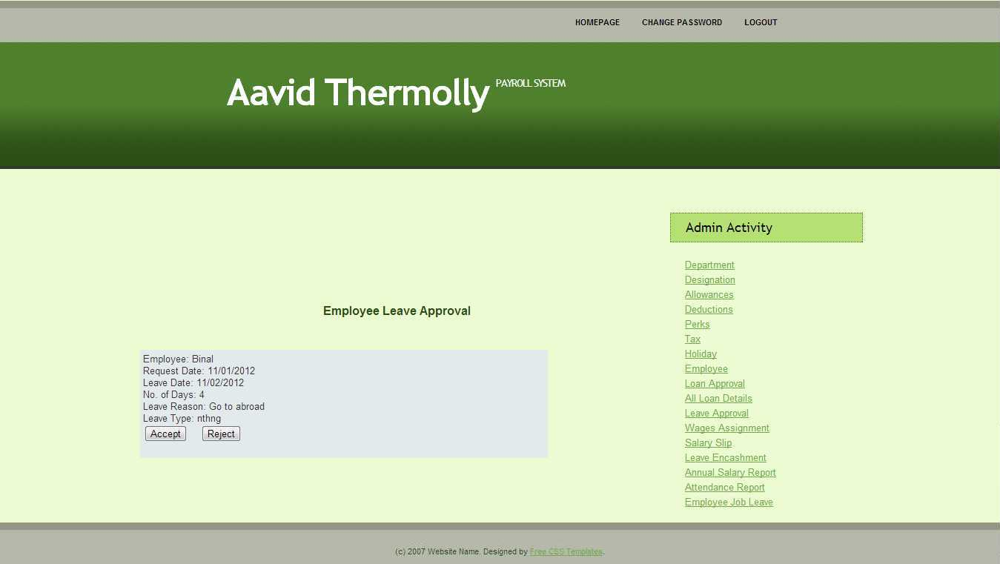 HOMEPAGE CHANGE PASSWORD LOGOUT
Aavid Thermolly PAYROLL SYSTEM
Employee Leave Approval
Employee: Binal
Request Date: 11/01/2012
Leave Date: 11/02/2012
No. of Days: 4
Leave Reason: Go to abroad
Leave Type: nthng
Accept Reject
Admin Activity
Department
Designation
Allowances
Deductions
Perks
Tax
Holiday
Employee
Loan Approval
All Loan Details
Leave Approval
Wages Assignment
Salary Slip
Leave Encashment
Annual Salary Report
Attendance Report
Employee Job Leave
(c) 2007 Website Name. Designed by Free CSS Templates.